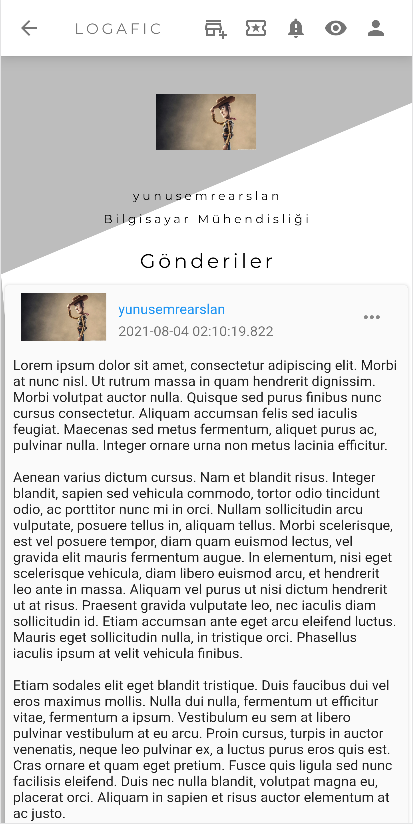 LOGAFIC
yunusemrearslan
Bilgisayar Mühendisliği
Gönderiler
yunusemrearslan
2021-08-04 02:10:19.822
Lorem ipsum dolor sit amet, consectetur adipiscing elit. Morbi
at nunc nisl. Ut rutrum massa in quam hendrerit dignissim.
Morbi volutpat auctor nulla. Quisque sed purus finibus nunc
cursus consectetur. Aliquam accumsan felis sed iaculis
feugiat. Maecenas sed metus fermentum, aliquet purus ac,
pulvinar nulla. Integer ornare urna non metus lacinia efficitur.
Aenean varius dictum cursus. Nam et blandit risus. Integer
blandit, sapien sed vehicula commodo, tortor odio tincidunt
odio, ac porttitor nunc mi in orci. Nullam sollicitudin arcu
vulputate, posuere tellus in, aliquam tellus. Morbi scelerisque,
est vel posuere tempor, diam quam euismod lectus, vel
gravida elit mauris fermentum augue. In elementum, nisi eget
scelerisque vehicula, diam libero euismod arcu, et hendrerit
leo ante in massa. Aliquam vel purus ut nisi dictum hendrerit
ut at risus. Praesent gravida vulputate leo, nec iaculis diam
sollicitudin id. Etiam accumsan ante eget arcu eleifend luctus.
Mauris eget sollicitudin nulla, in tristique orci. Phasellus
iaculis ipsum at velit vehicula finibus.
Etiam sodales elit eget blandit tristique. Duis faucibus dui vel
eros maximus mollis. Nulla dui nulla, fermentum ut efficitur
vitae, fermentum a ipsum. Vestibulum eu sem at libero
pulvinar vestibulum at eu arcu. Proin cursus, turpis in auctor
venenatis, neque leo pulvinar ex, a luctus purus eros quis est.
Cras ornare et quam eget pretium. Fusce quis ligula sed nunc
facilisis eleifend. Duis nec nulla blandit, volutpat magna eu,
placerat orci. Aliquam in sapien et risus auctor elementum at
ac justo.